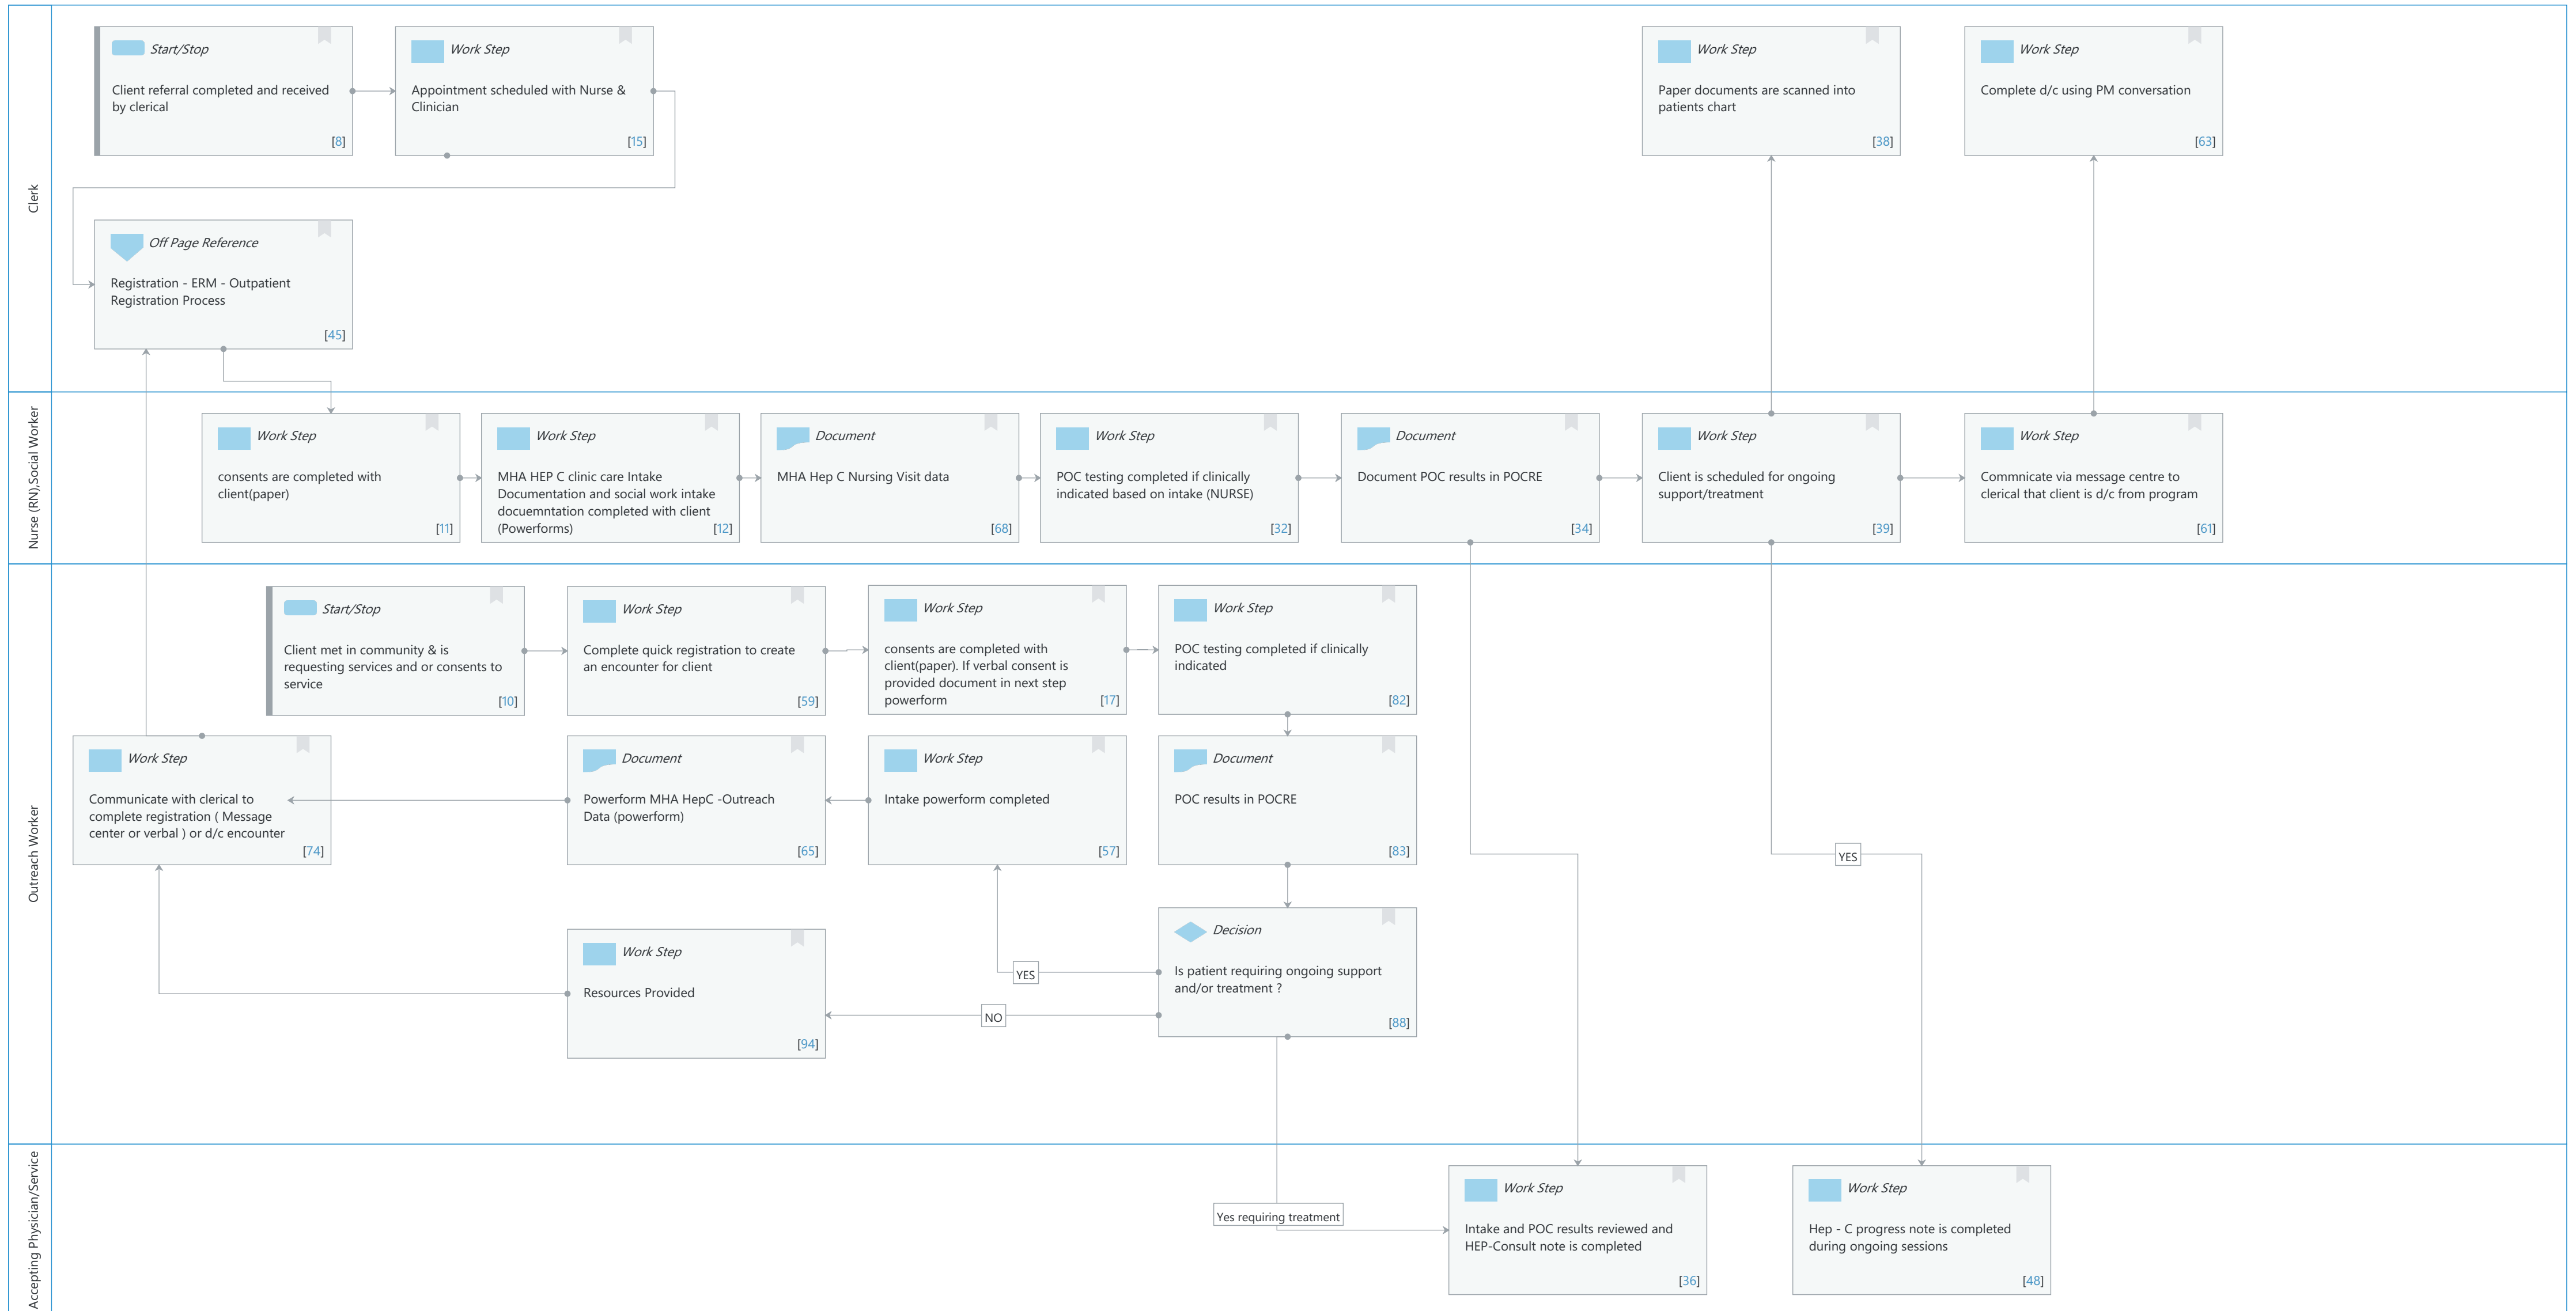 Clerk
Start/Stop
Client referral completed and received
by clerical
[8]
Work Step
Appointment scheduled with Nurse &
Clinician
[15]
Work Step
Paper documents are scanned into
patients chart
[38]
Work Step
Complete d/c using PM conversation
[63]
Off Page Reference
Registration - ERM - Outpatient
Registration Process
[45]
Nurse (RN),Social Worker
Work Step
consents are completed with
client(paper)
[11]
Work Step
MHA HEP C clinic care Intake
Documentation and social work intake
docuemntation completed with client
(Powerforms)
[12]
Document
MHA Hep C Nursing Visit data
[68]
Work Step
POC testing completed if clinically
indicated based on intake (NURSE)
[32]
Document
Document POC results in POCRE
[34]
Work Step
Client is scheduled for ongoing
support/treatment
[39]
Work Step
Commnicate via message centre to
clerical that client is d/c from program
[61]
Outreach Worker
Start/Stop
Client met in community & is
requesting services and or consents to
service
[10]
Work Step
Complete quick registration to create
an encounter for client
[59]
Work Step
consents are completed with
client(paper). If verbal consent is
provided document in next step
powerform
[17]
Work Step
POC testing completed if clinically
indicated
[82]
Work Step
Communicate with clerical to
complete registration ( Message
center or verbal ) or d/c encounter
[74]
Document
Powerform MHA HepC -Outreach
Data (powerform)
[65]
Work Step
Intake powerform completed
[57]
Document
POC results in POCRE
[83]
YES
Work Step
Resources Provided
[94]
YES
NO
Decision
Is patient requiring ongoing support
and/or treatment ?
[88]
Accepting Physician/Service
Yes requiring treatment
Work Step
Intake and POC results reviewed and
HEP-Consult note is completed
[36]
Work Step
Hep - C progress note is completed
during ongoing sessions
[48]